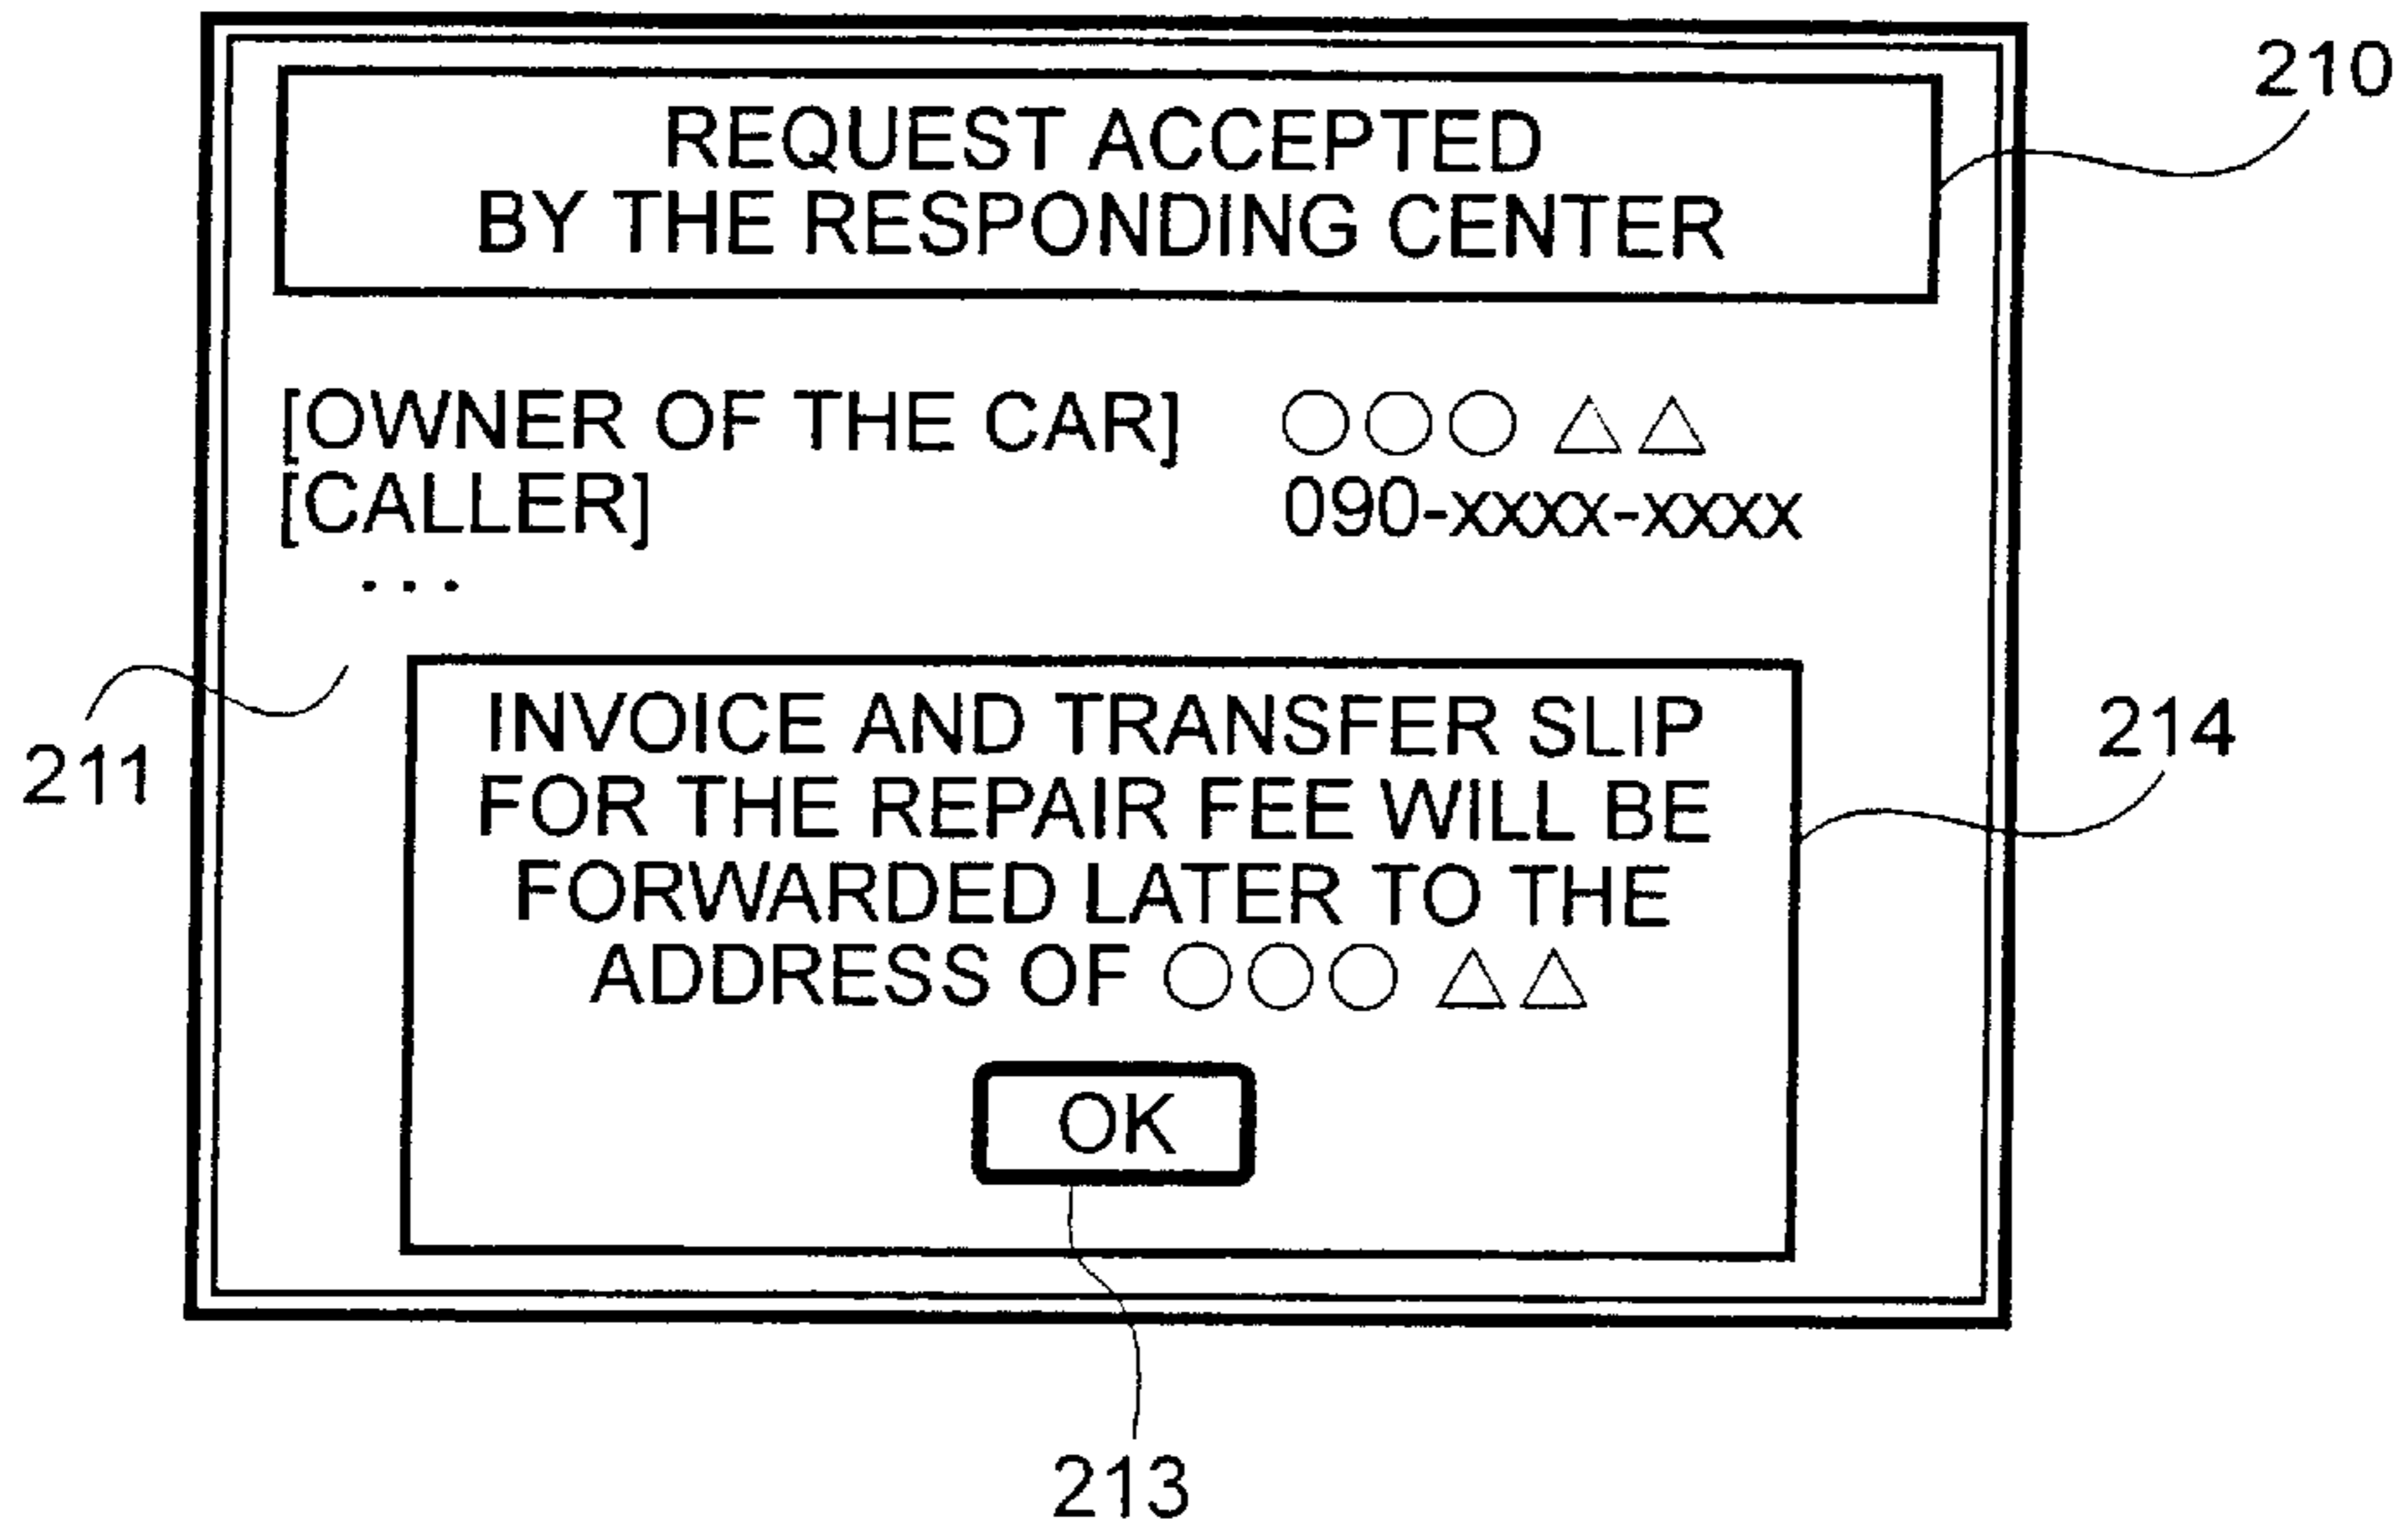 210
REQUEST ACCEPTED
BY THE RESPONDING CENTER
[OWNER OF THE CAR] ○○○ △△
[CALLER] 090-xxxx-xxxx
...
211
INVOICE AND TRANSFER SLIP
FOR THE REPAIR FEE WILL BE
FORWARDED LATER TO THE
ADDRESS OF ○○○ △△
214
OK
213